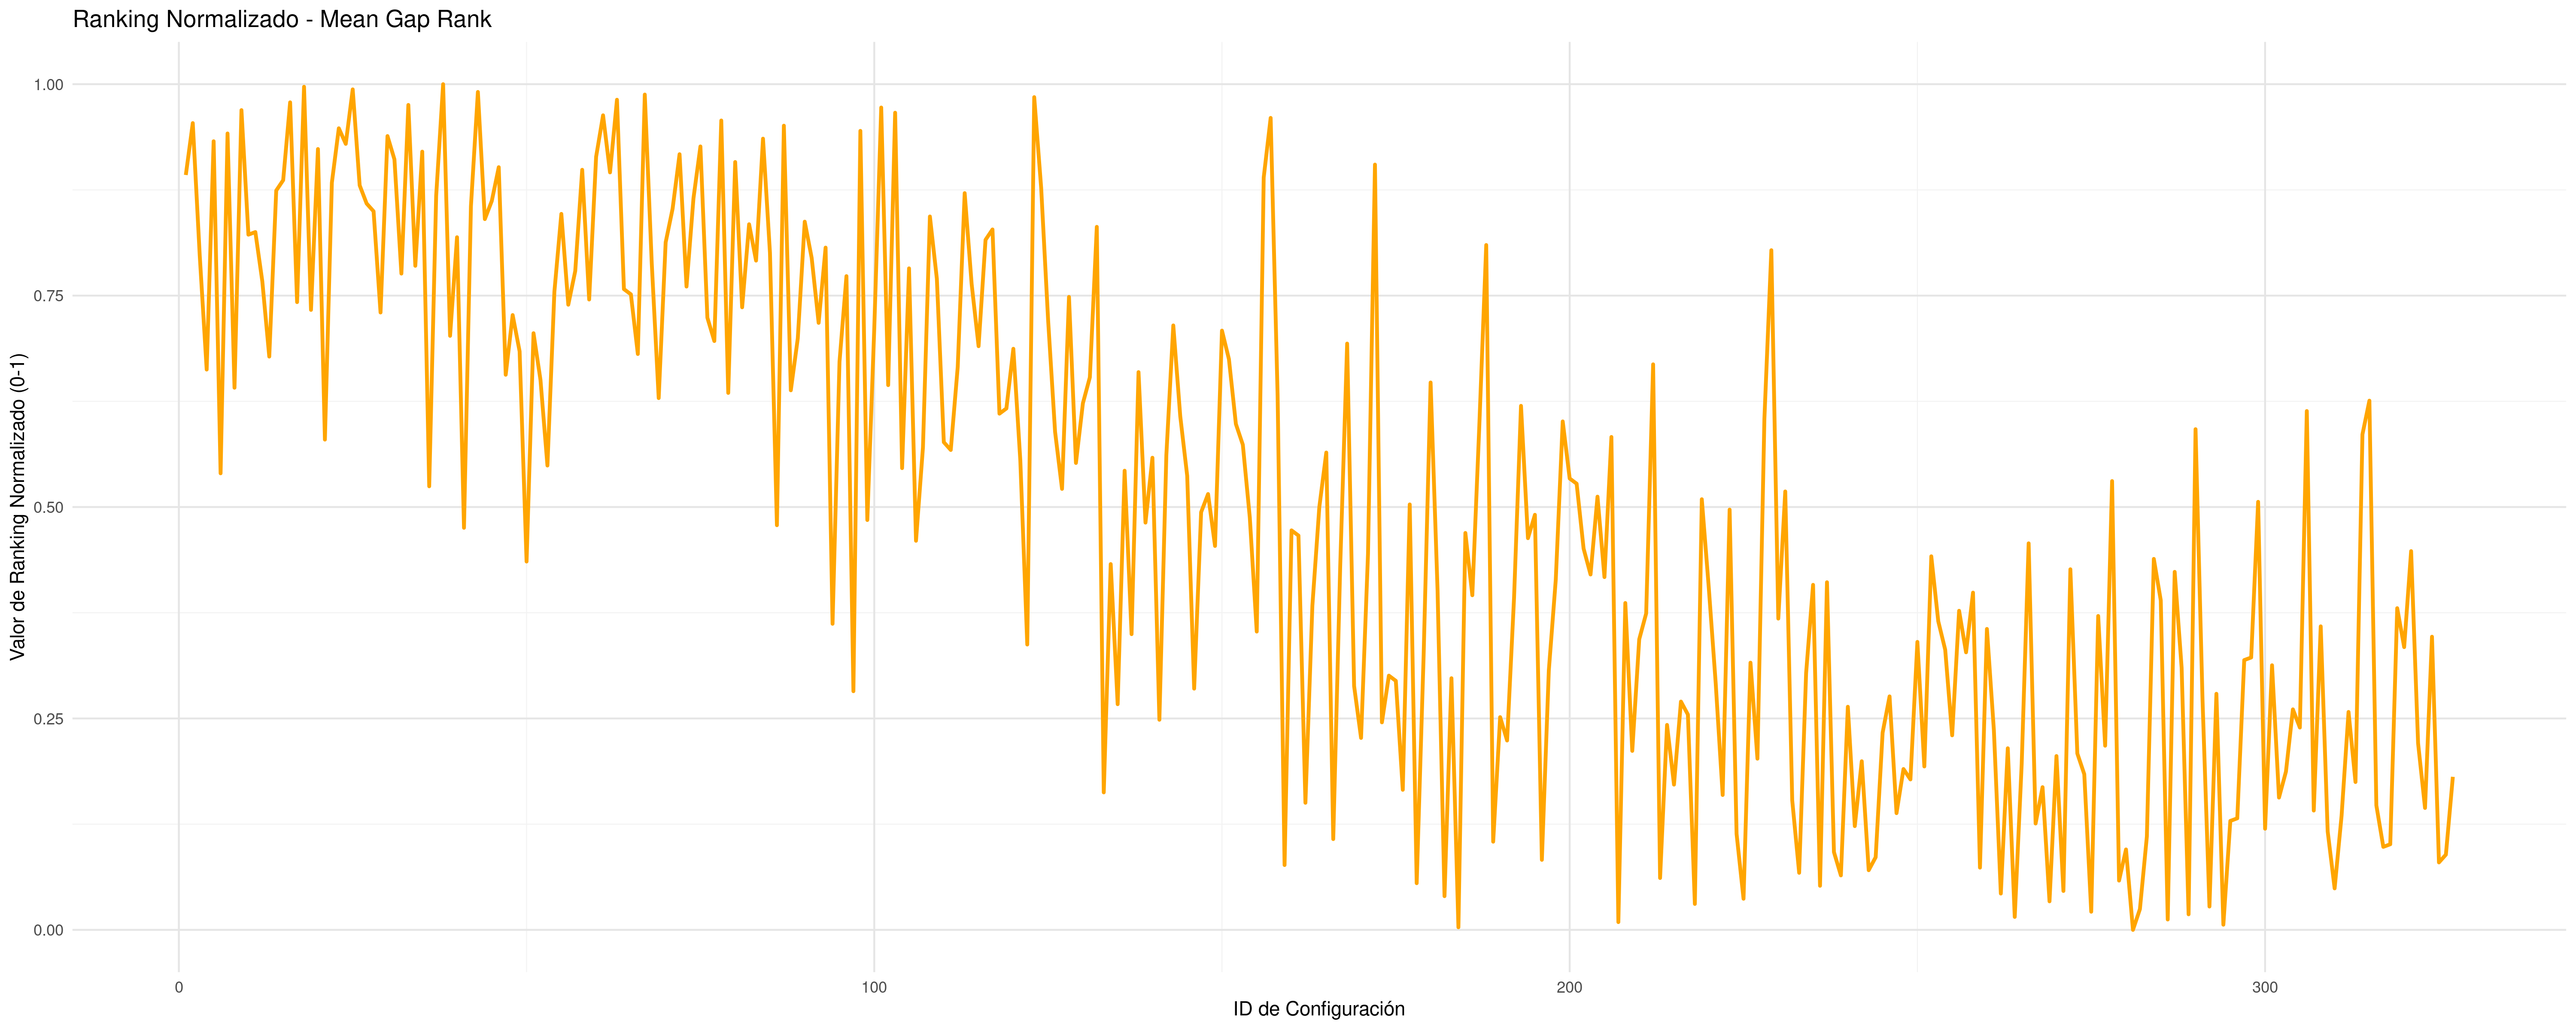 Ranking Normalizado - Mean Gap Rank
Valor de Ranking Normalizado (0-1)
1.00
0.75
0.50
0.25
0.00
0 100 200 300
ID de Configuración